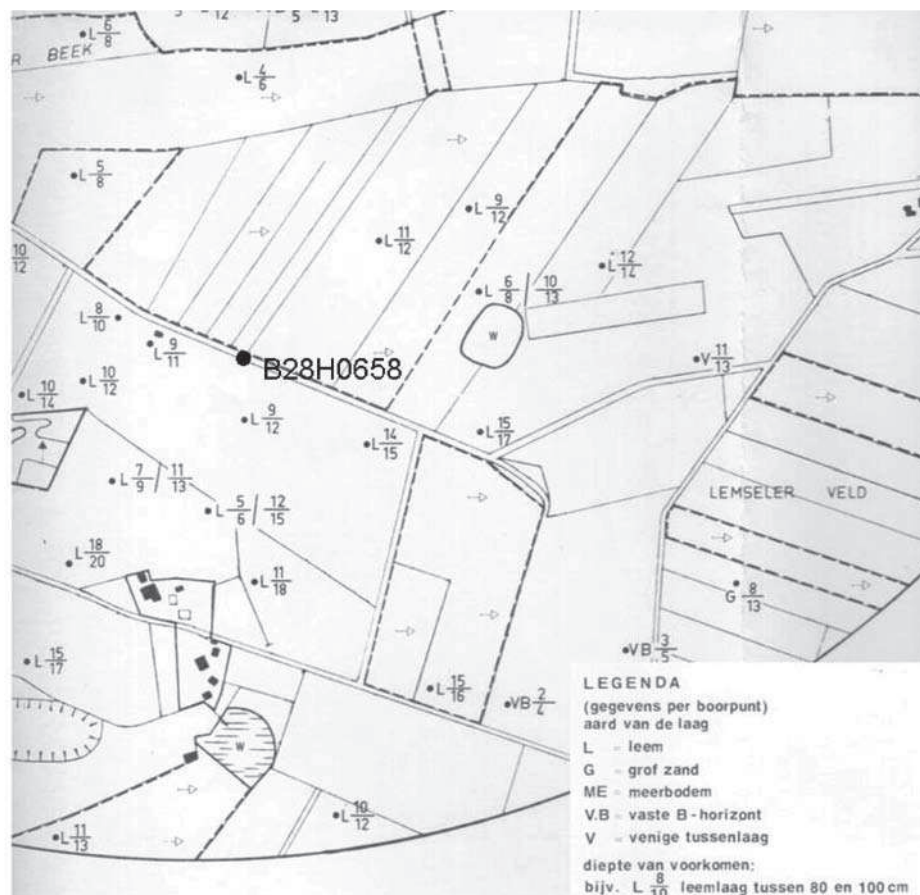 5 L 12 5 L 13
L 6/8
R BEEK
L 4/6
L 5/8
L 9/12
L 11/12
10/12
L 12/14
L 6/8 / 10/13
W
L 8/10
L 9/11
B28H0658
V 11/13
L 10/12
L 10/14
L 9/12
L 15/17
L 14/15
L 7/9 / 11/13
LEMSELER VELD
L 5/6 / 12/15
L 18/20
L 11/18
G 8/13
VB 3/5
L 15/17
L 15/16
VB 2/4
W
L 10/12
L 11/13
LEGENDA
(gegevens per boorpunt)
aard van de laag
L = leem
G = grof zand
ME = meerbodem
V.B = vaste B-horizont
V = venige tussenlaag
diepte van voorkomen:
bijv. L 8/10 leemlaag tussen 80 en 100 cm